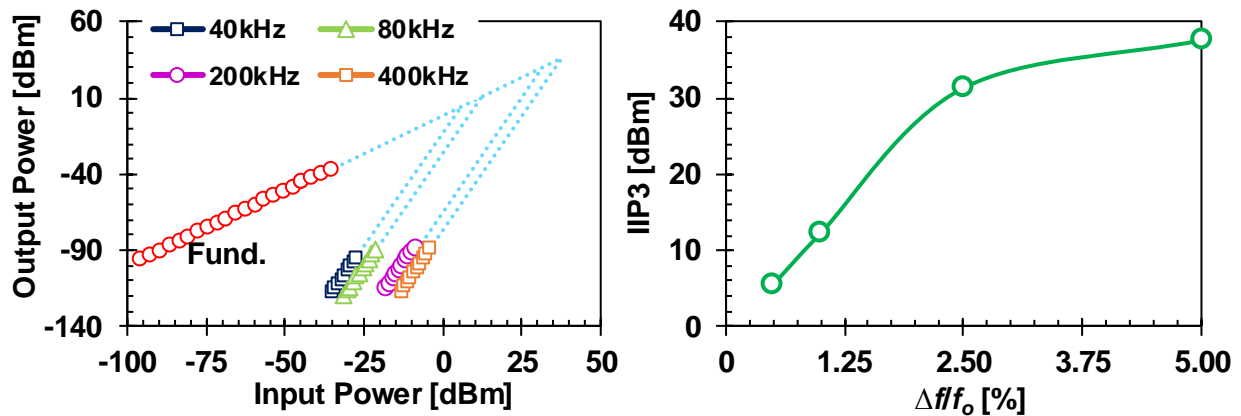 Output Power [dBm]
60
10
-40
-90
-140
40kHz
80kHz
200kHz
400kHz
Fund.
-100
-75
-50
-25
0
25
50
Input Power [dBm]
IIP3 [dBm]
40
30
20
10
0
0
1.25
2.50
3.75
5.00
Δf/fo [%]